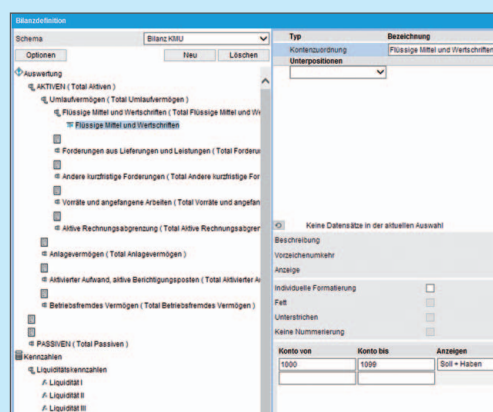 Bilanzdefinition
Schema Bilanz KMU
Optionen Neu Löschen
Auswertung
AKTIVEN ( Total Aktiven )
Umlaufvermögen ( Total Umlaufvermögen )
Flüssige Mittel und Wertschriften ( Total Flüssige Mittel und We
Flüssige Mittel und Wertschriften
Forderungen aus Lieferungen und Leistungen ( Total Forderu
Andere kurzfristige Forderungen ( Total Andere kurzfristige For
Vorräte und angefangene Arbeiten ( Total Vorräte und angefan
Aktive Rechnungsabgrenzung ( Total Aktive Rechnungsabgrer
Anlagevermögen ( Total Anlagevermögen )
Aktivierter Aufwand, aktive Berichtigungsposten ( Total Aktivierter A
Betriebsfremdes Vermögen ( Total Betriebsfremdes Vermögen )
PASSIVEN ( Total Passiven )
Kennzahlen
Liquiditätskennzahlen
Liquidität I
Liquidität II
Liquidität III
Typ Bezeichnung
Kontenzuordnung Flüssige Mittel und Wertschriften
Unterpositionen
Keine Datensätze in der aktuellen Auswahl
Beschreibung
Vorzeichenumkehr
Anzeige
Individuelle Formatierung
Fett
Unterstrichen
Keine Nummerierung
Konto von Konto bis Anzeigen
1000 1099 Soll + Haben